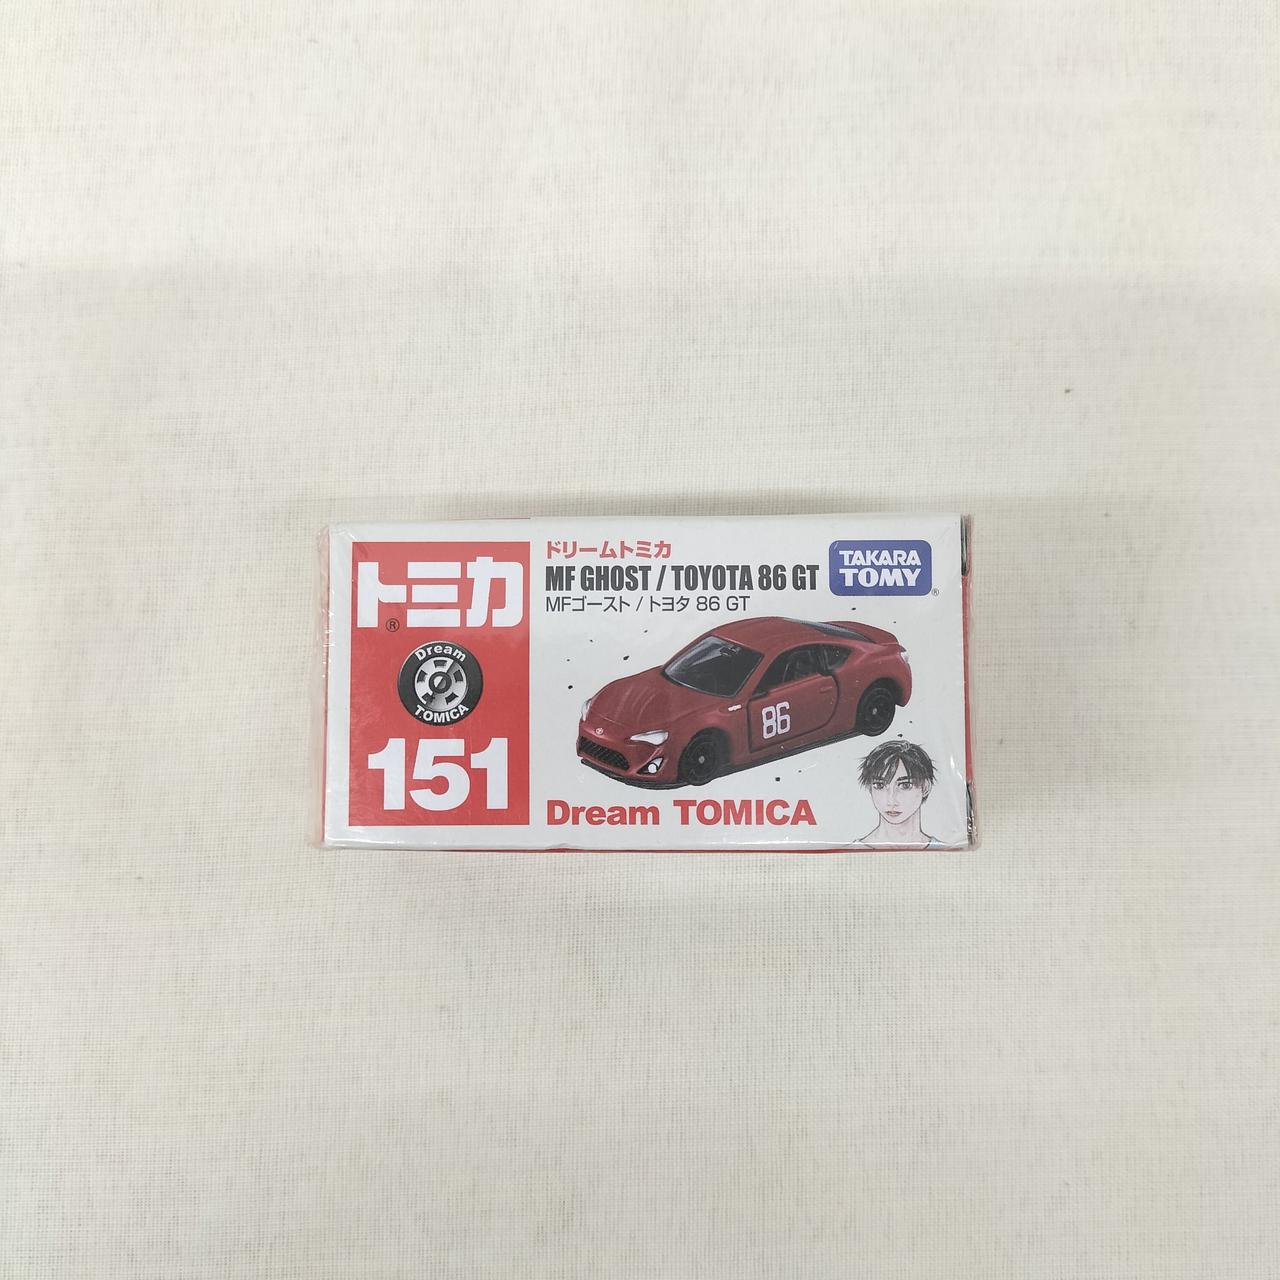 トミカ
®
Dream
TOMICA
151
ドリームトミカ
MF GHOST / TOYOTA 86 GT
MFゴースト / トヨタ 86 GT
TAKARA
TOMY
®
86
Dream TOMICA